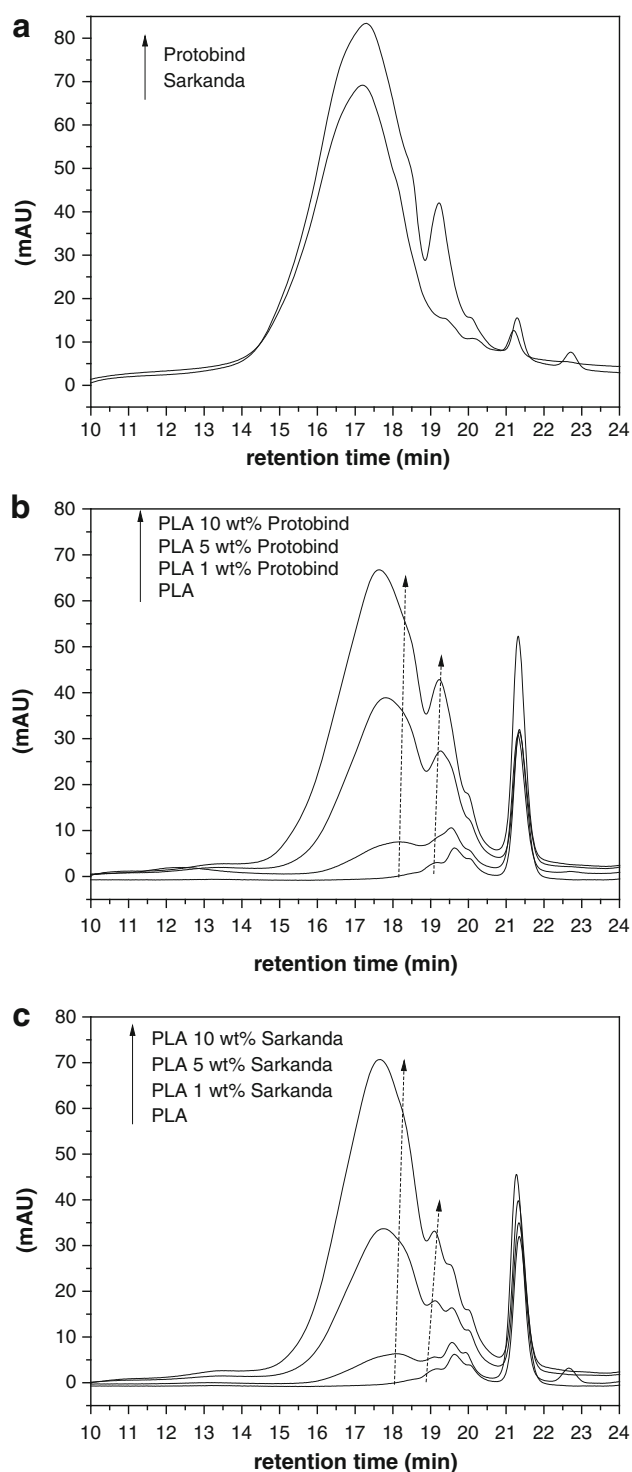 a
Protobind
Sarkanda
(mAU)
80
70
60
50
40
30
20
10
0
10 11 12 13 14 15 16 17 18 19 20 21 22 23 24
retention time (min)
b
PLA 10 wt% Protobind
PLA 5 wt% Protobind
PLA 1 wt% Protobind
PLA
(mAU)
80
70
60
50
40
30
20
10
0
10 11 12 13 14 15 16 17 18 19 20 21 22 23 24
retention time (min)
c
PLA 10 wt% Sarkanda
PLA 5 wt% Sarkanda
PLA 1 wt% Sarkanda
PLA
(mAU)
80
70
60
50
40
30
20
10
0
10 11 12 13 14 15 16 17 18 19 20 21 22 23 24
retention time (min)